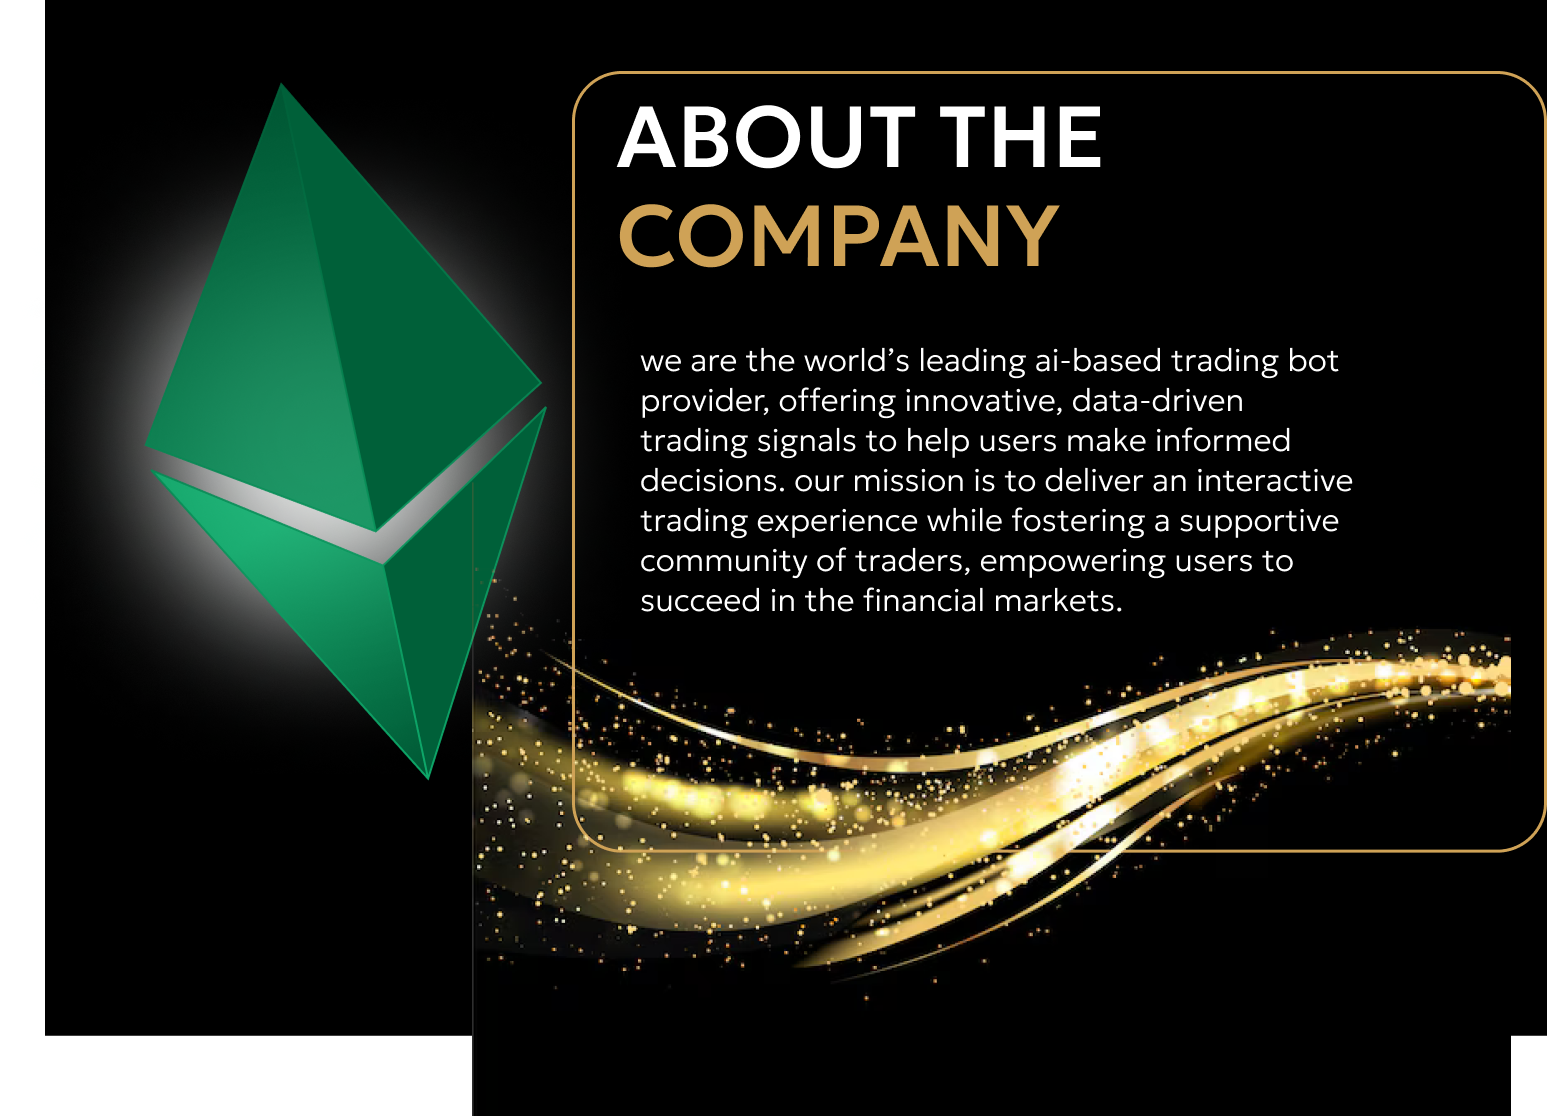 ABOUT THE
COMPANY
we are the world’s leading ai-based trading bot
provider, offering innovative, data-driven
trading signals to help users make informed
decisions. our mission is to deliver an interactive
trading experience while fostering a supportive
community of traders, empowering users to
succeed in the financial markets.